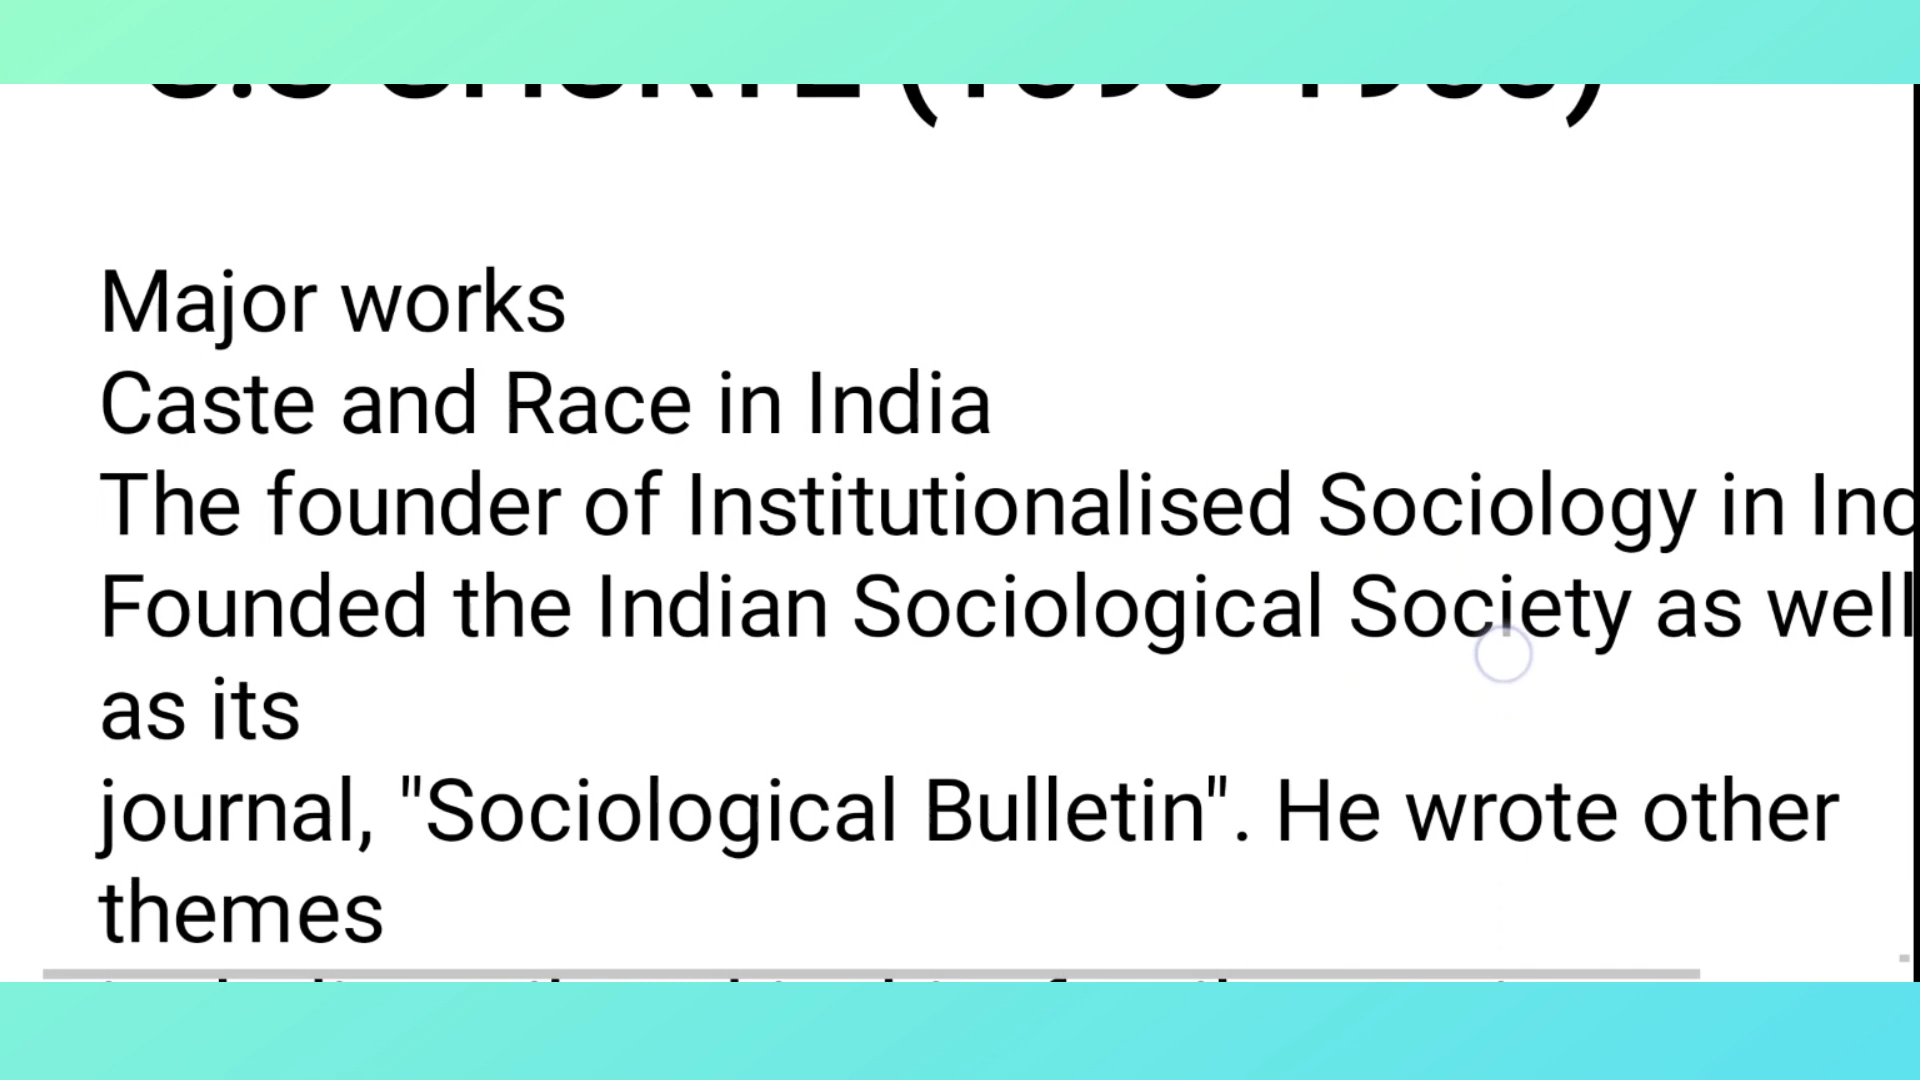 Major works
Caste and Race in India
The founder of Institutionalised Sociology in
Founded the Indian Sociological Society as well
as its
journal, "Sociological Bulletin". He wrote other
themes